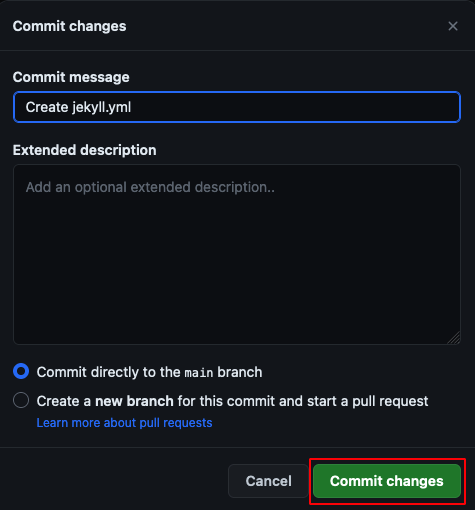 Commit changes
Commit message
Create jekyll.yml
Extended description
Add an optional extended description..
Commit directly to the main branch
Create a new branch for this commit and start a pull request
Learn more about pull requests
Cancel
Commit changes